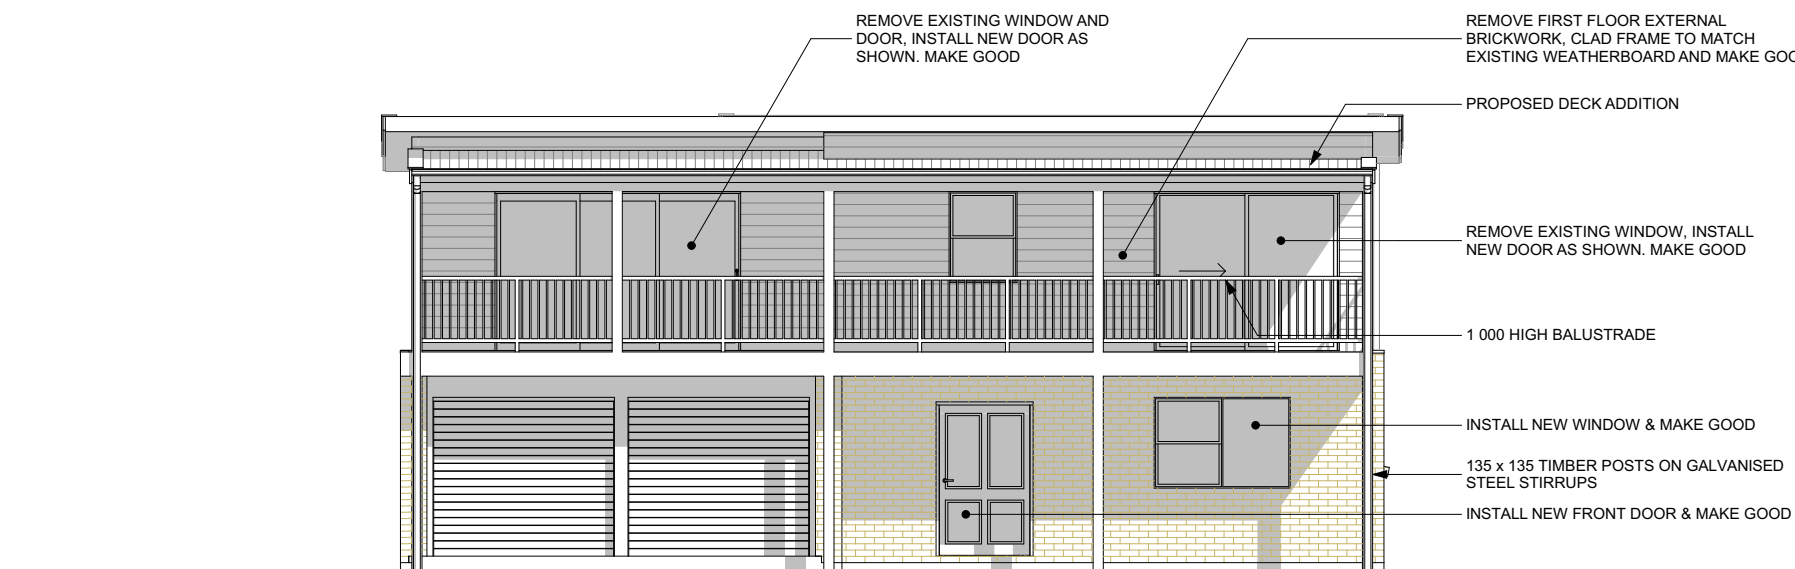 REMOVE EXISTING WINDOW AND
DOOR, INSTALL NEW DOOR AS
SHOWN. MAKE GOOD
REMOVE FIRST FLOOR EXTERNAL
BRICKWORK, CLAD FRAME TO MATCH
EXISTING WEATHERBOARD AND MAKE
PROPOSED DECK ADDITION
REMOVE EXISTING WINDOW, INSTALL
NEW DOOR AS SHOWN. MAKE GOOD
1 000 HIGH BALUSTRADE
INSTALL NEW WINDOW & MAKE GOOD
135 x 135 TIMBER POSTS ON GALVANISED
STEEL STIRRUPS
INSTALL NEW FRONT DOOR & MAKE GOOD